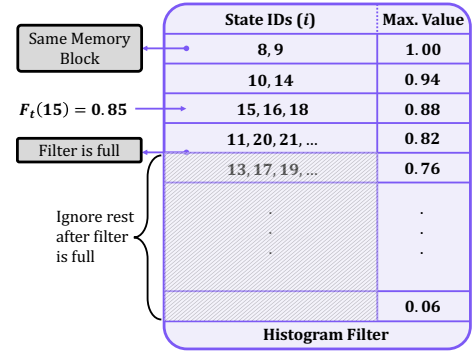 State IDs (i) Max. Value
Same Memory Block
8, 9 1.00
10, 14 0.94
F_t(15) = 0.85
15, 16, 18 0.88
11, 20, 21, ... 0.82
Filter is full
13, 17, 19, ... 0.76
Ignore rest
after filter
is full
. .
. .
. .
0.06
Histogram Filter